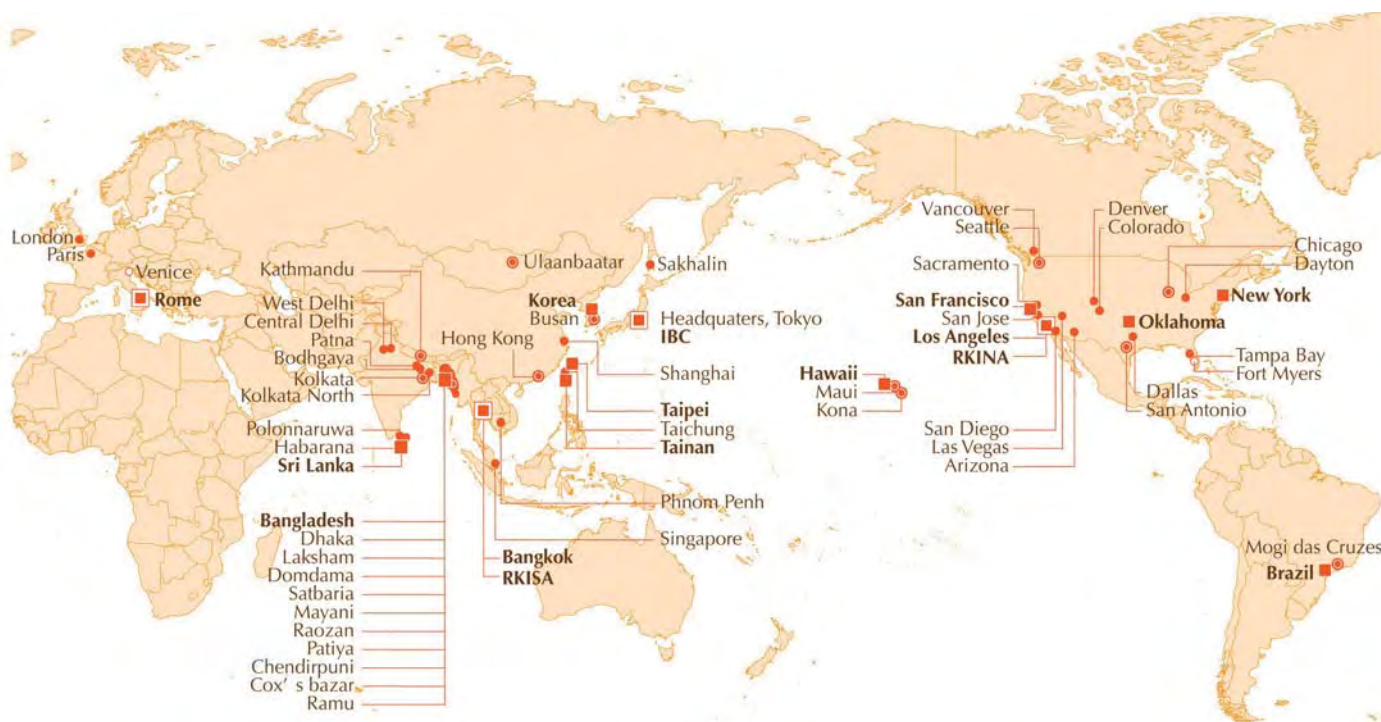 London
Paris
Venice
Rome
Kathmandu
West Delhi
Central Delhi
Patna
Bodhgaya
Kolkata
Kolkata North
Polonnaruwa
Habarana
Sri Lanka
Bangladesh
Dhaka
Laksham
Domdama
Satbaria
Mayani
Raozan
Patiya
Chendirpuni
Cox' s bazar
Ramu
Ulaanbaatar
Sakhalin
Korea
Busan
Headquaters, Tokyo
IBC
Hong Kong
Shanghai
Taipei
Taichung
Tainan
Phnom Penh
Singapore
Bangkok
RKISA
Hawaii
Maui
Kona
Vancouver
Seattle
Sacramento
San Francisco
San Jose
Los Angeles
RKINA
San Diego
Las Vegas
Arizona
Denver
Colorado
Chicago
Dayton
New York
Oklahoma
Tampa Bay
Fort Myers
Dallas
San Antonio
Mogi das Cruzes
Brazil